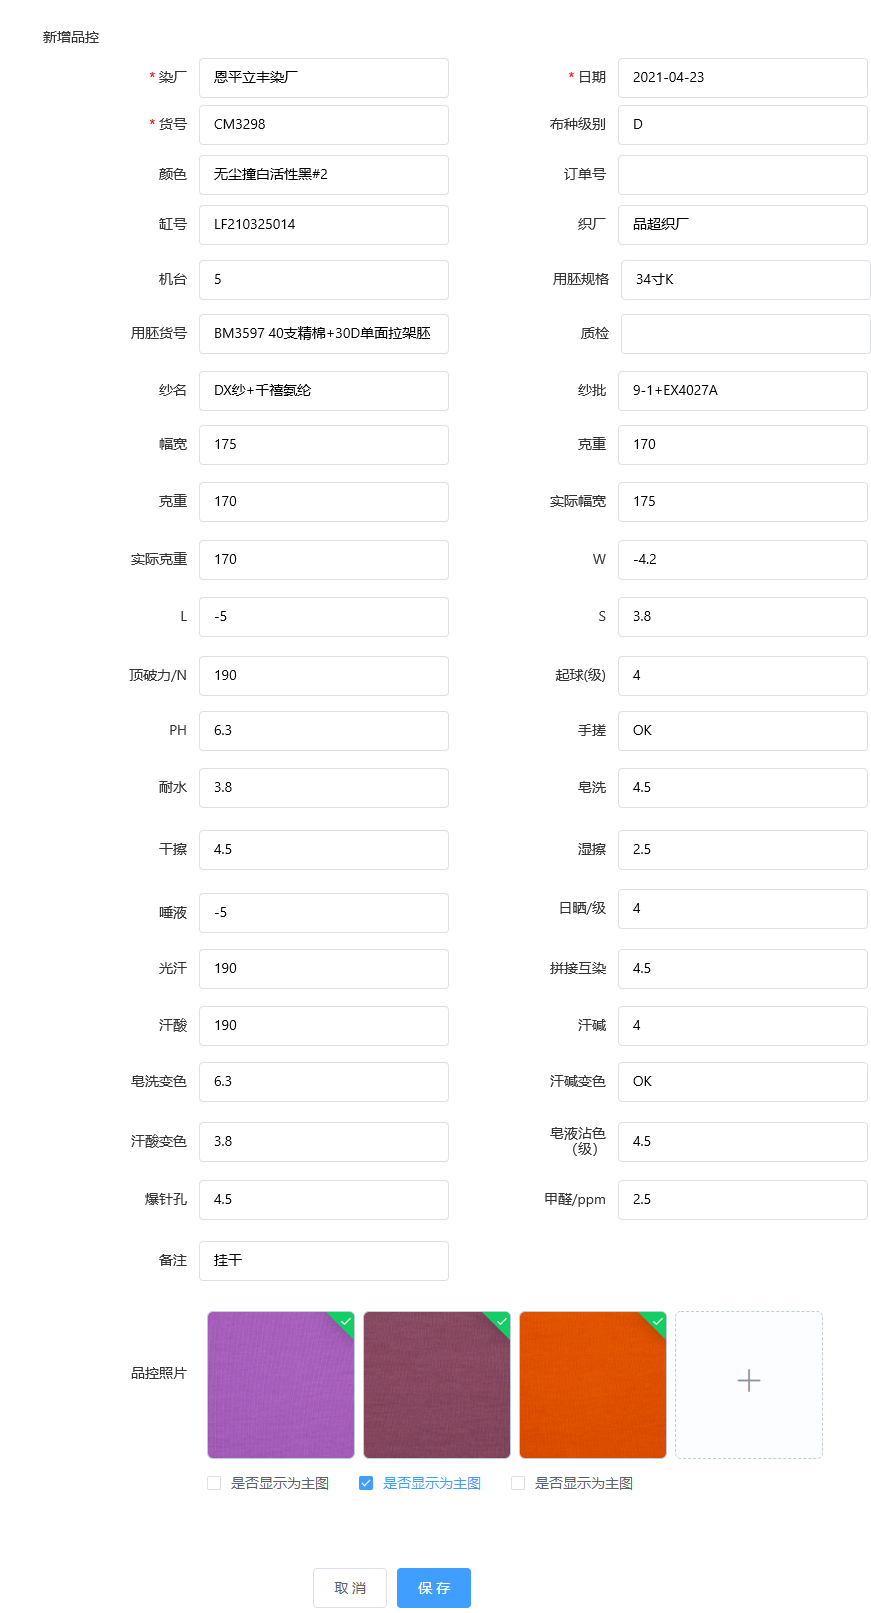 新增品控
* 染厂 恩平立丰染厂 * 日期 2021-04-23
* 货号 CM3298 布种级别 D
颜色 无尘撞白活性黑#2 订单号
缸号 LF210325014 织厂 品超织厂
机台 5 用胚规格 34寸K
用胚货号 BM3597 40支精棉+30D单面拉架胚 质检
纱名 DX纱+千禧氨纶 纱批 9-1+EX4027A
幅宽 175 克重 170
克重 170 实际幅宽 175
实际克重 170 W -4.2
L -5 S 3.8
顶破力/N 190 起球(级) 4
PH 6.3 手搓 OK
耐水 3.8 皂洗 4.5
干擦 4.5 湿擦 2.5
唾液 -5 日晒/级 4
光汗 190 拼接互染 4.5
汗酸 190 汗碱 4
皂洗变色 6.3 汗碱变色 OK
汗酸变色 3.8 皂液沾色（级） 4.5
爆针孔 4.5 甲醛/ppm 2.5
备注 挂干
品控照片
是否显示为主图 是否显示为主图 是否显示为主图
取消 保存